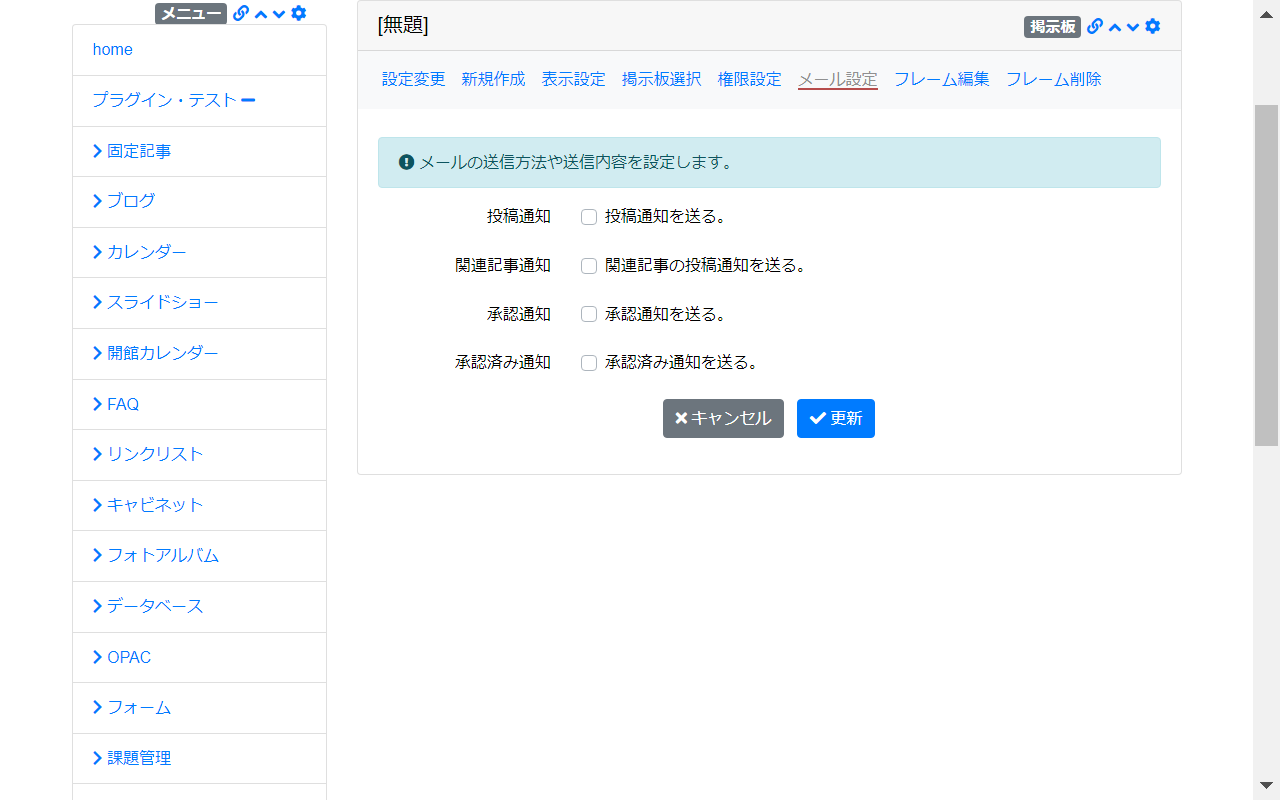 メニュー
home
プラグイン・テスト
固定記事
ブログ
カレンダー
スライドショー
開館カレンダー
FAQ
リンクリスト
キャビネット
フォトアルバム
データベース
OPAC
フォーム
課題管理
[無題] 掲示板
設定変更 新規作成 表示設定 掲示板選択 権限設定 メール設定 フレーム編集 フレーム削除
メールの送信方法や送信内容を設定します。
投稿通知 投稿通知を送る。
関連記事通知 関連記事の投稿通知を送る。
承認通知 承認通知を送る。
承認済み通知 承認済み通知を送る。
キャンセル 更新